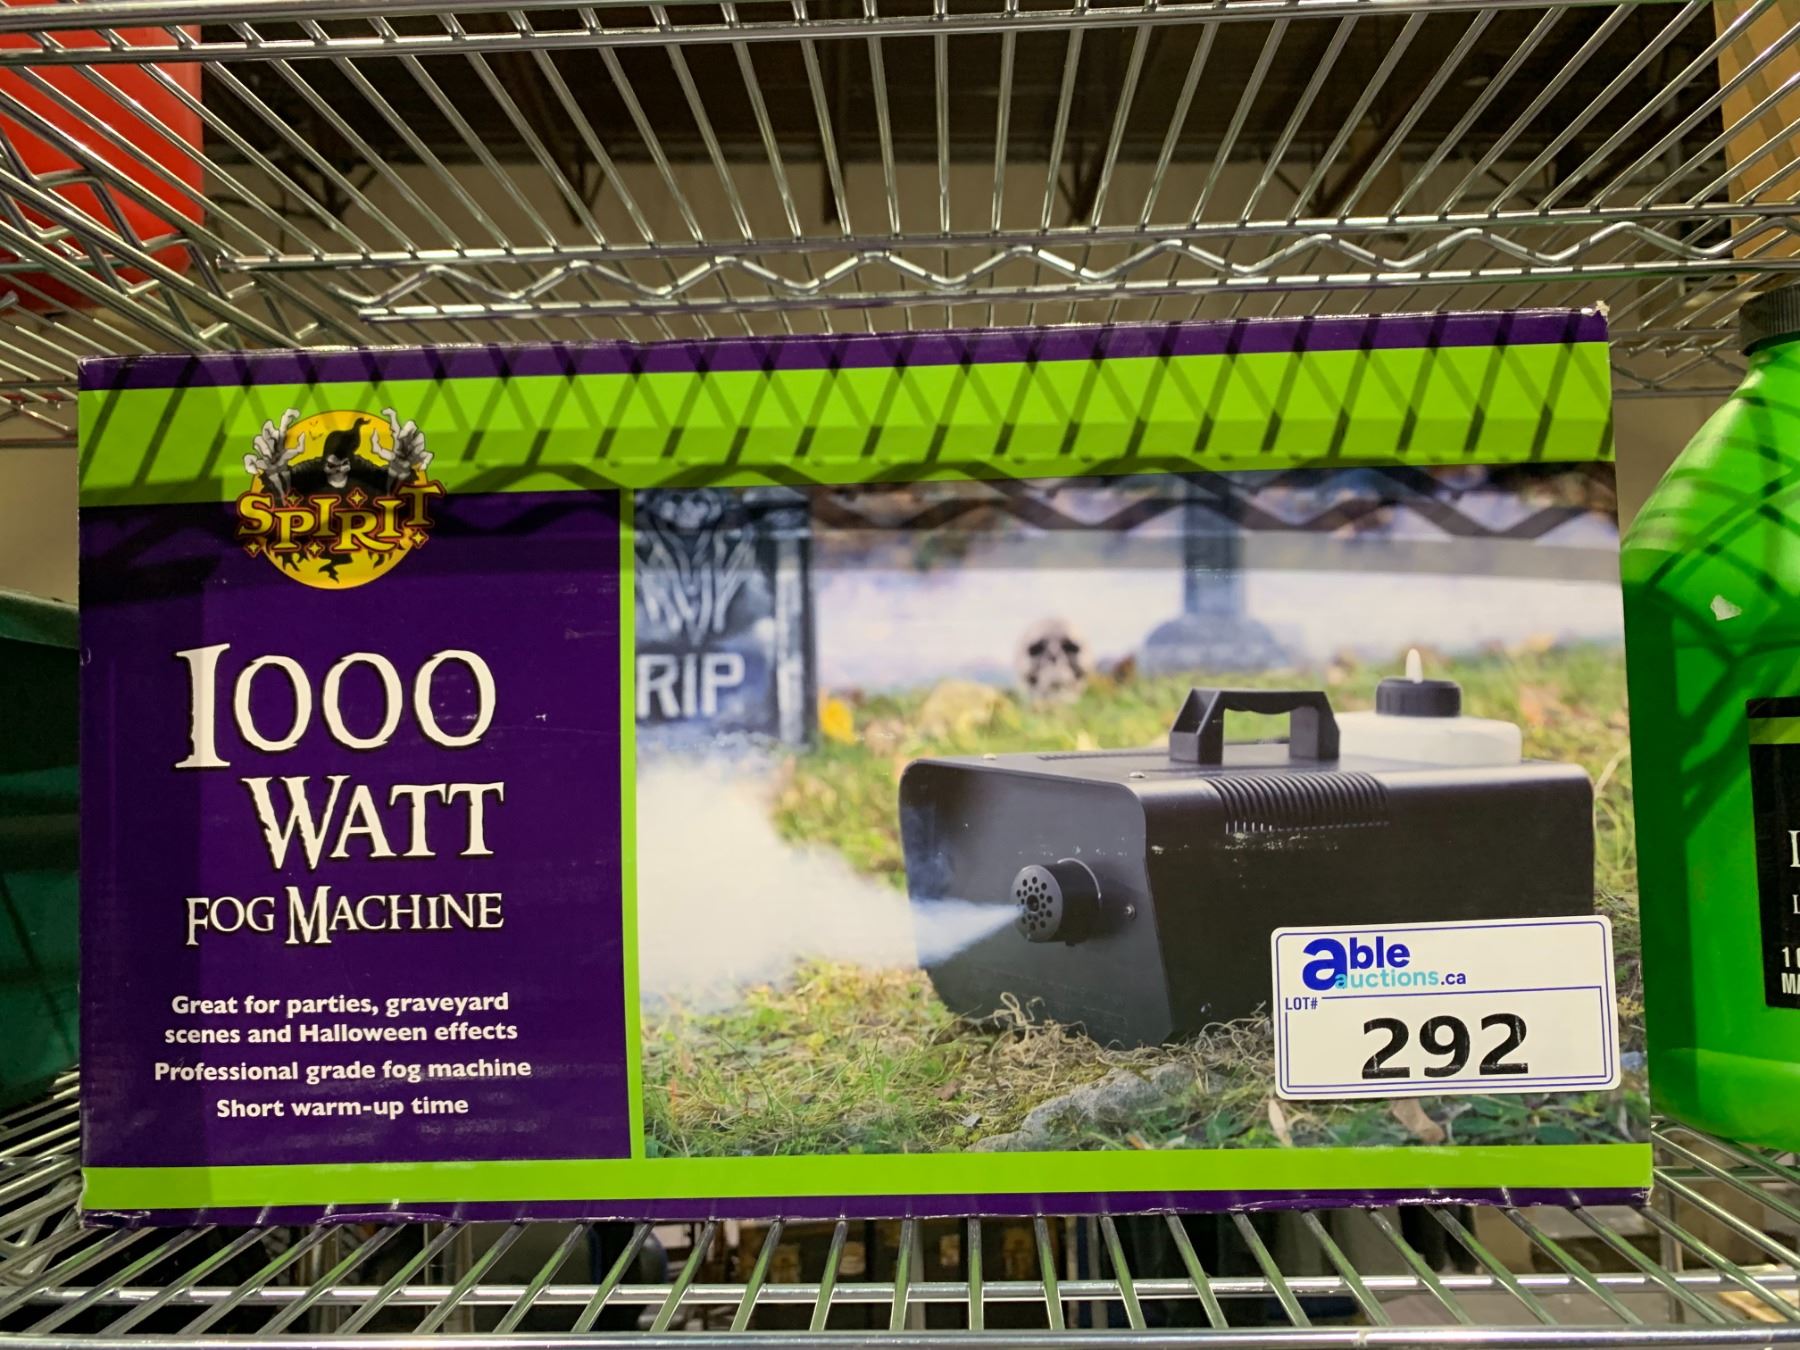 SPIRIT
1000
WATT
FOG MACHINE
Great for parties, graveyard
scenes and Halloween effects
Professional grade fog machine
Short warm-up time
RIP
able
auctions.ca
LOT#
292